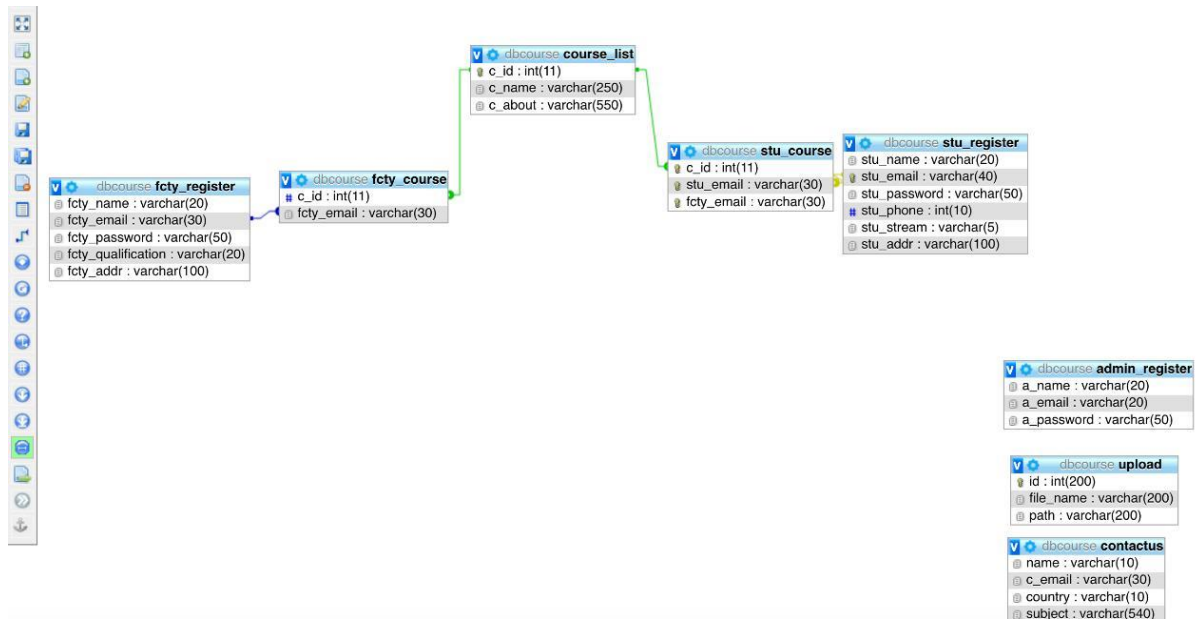 dbcourse course_list
c_id : int(11)
c_name : varchar(250)
c_about : varchar(550)
dbcourse fcty_register
fcty_name : varchar(20)
fcty_email : varchar(30)
fcty_password : varchar(50)
fcty_qualification : varchar(20)
fcty_addr : varchar(100)
dbcourse fcty_course
c_id : int(11)
fcty_email : varchar(30)
dbcourse stu_course
c_id : int(11)
stu_email : varchar(30)
fcty_email : varchar(30)
dbcourse stu_register
stu_name : varchar(20)
stu_email : varchar(40)
stu_password : varchar(50)
stu_phone : int(10)
stu_stream : varchar(5)
stu_addr : varchar(100)
dbcourse admin_register
a_name : varchar(20)
a_email : varchar(20)
a_password : varchar(50)
dbcourse upload
id : int(200)
file_name : varchar(200)
path : varchar(200)
dbcourse contactus
name : varchar(10)
c_email : varchar(30)
country : varchar(10)
subject : varchar(540)